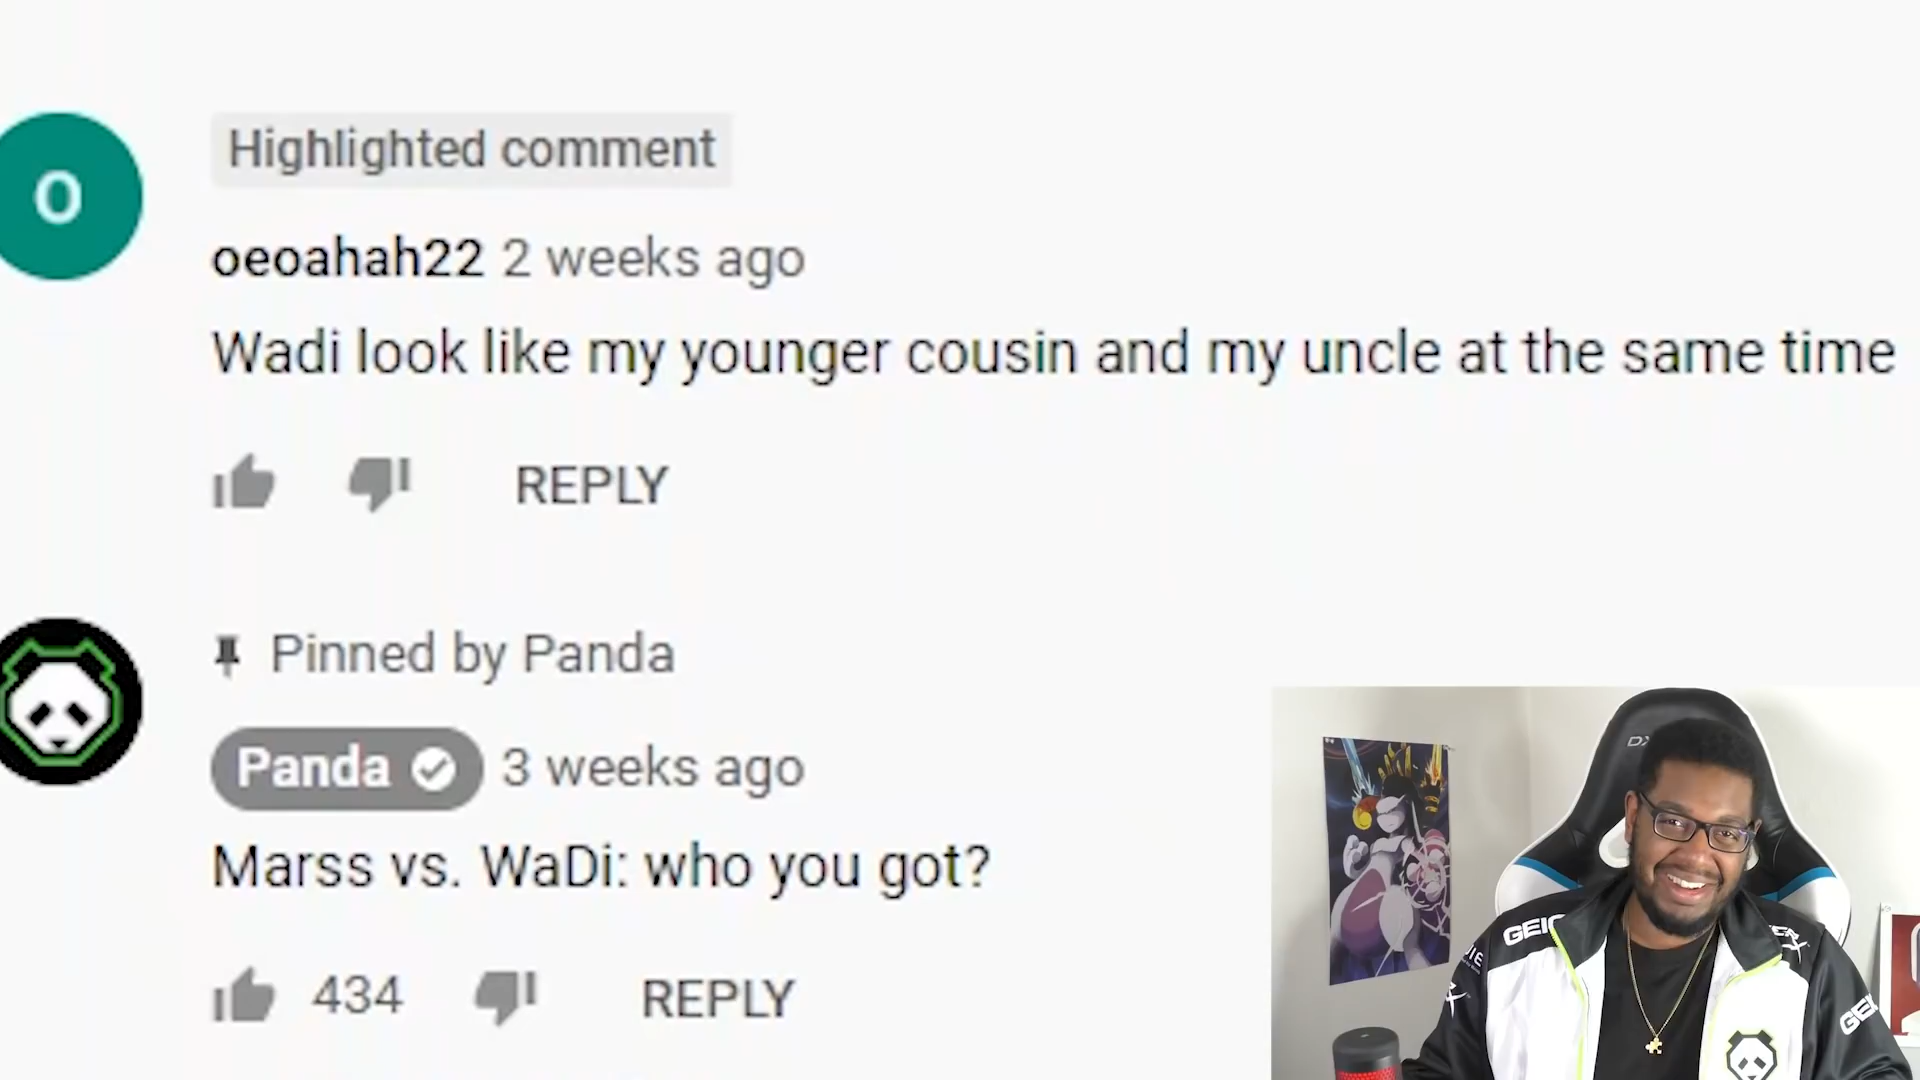 O
Highlighted comment
oeoahah22 2 weeks ago
Wadi look like my younger cousin and my uncle at the same time
REPLY
Pinned by Panda
Panda 3 weeks ago
Marss vs. WaDi: who you got?
434 REPLY